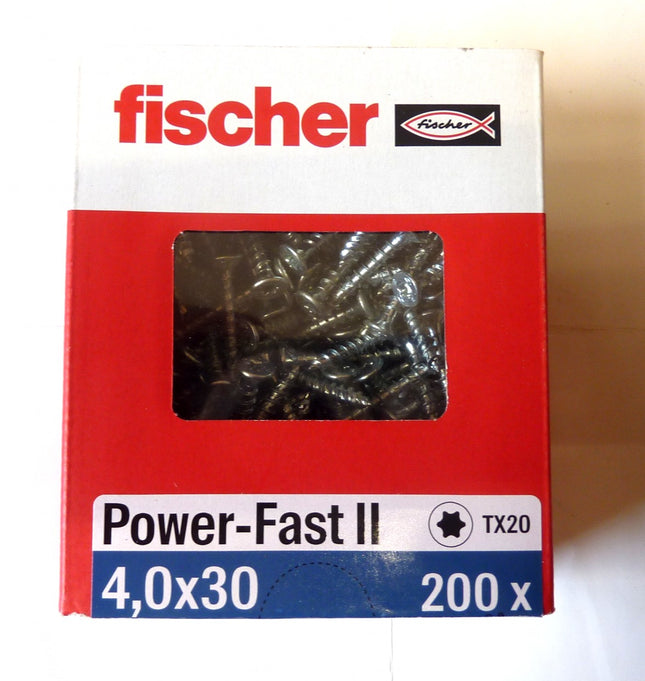 fischer
fischer
Power-Fast II
TX20
4,0x30
200 x